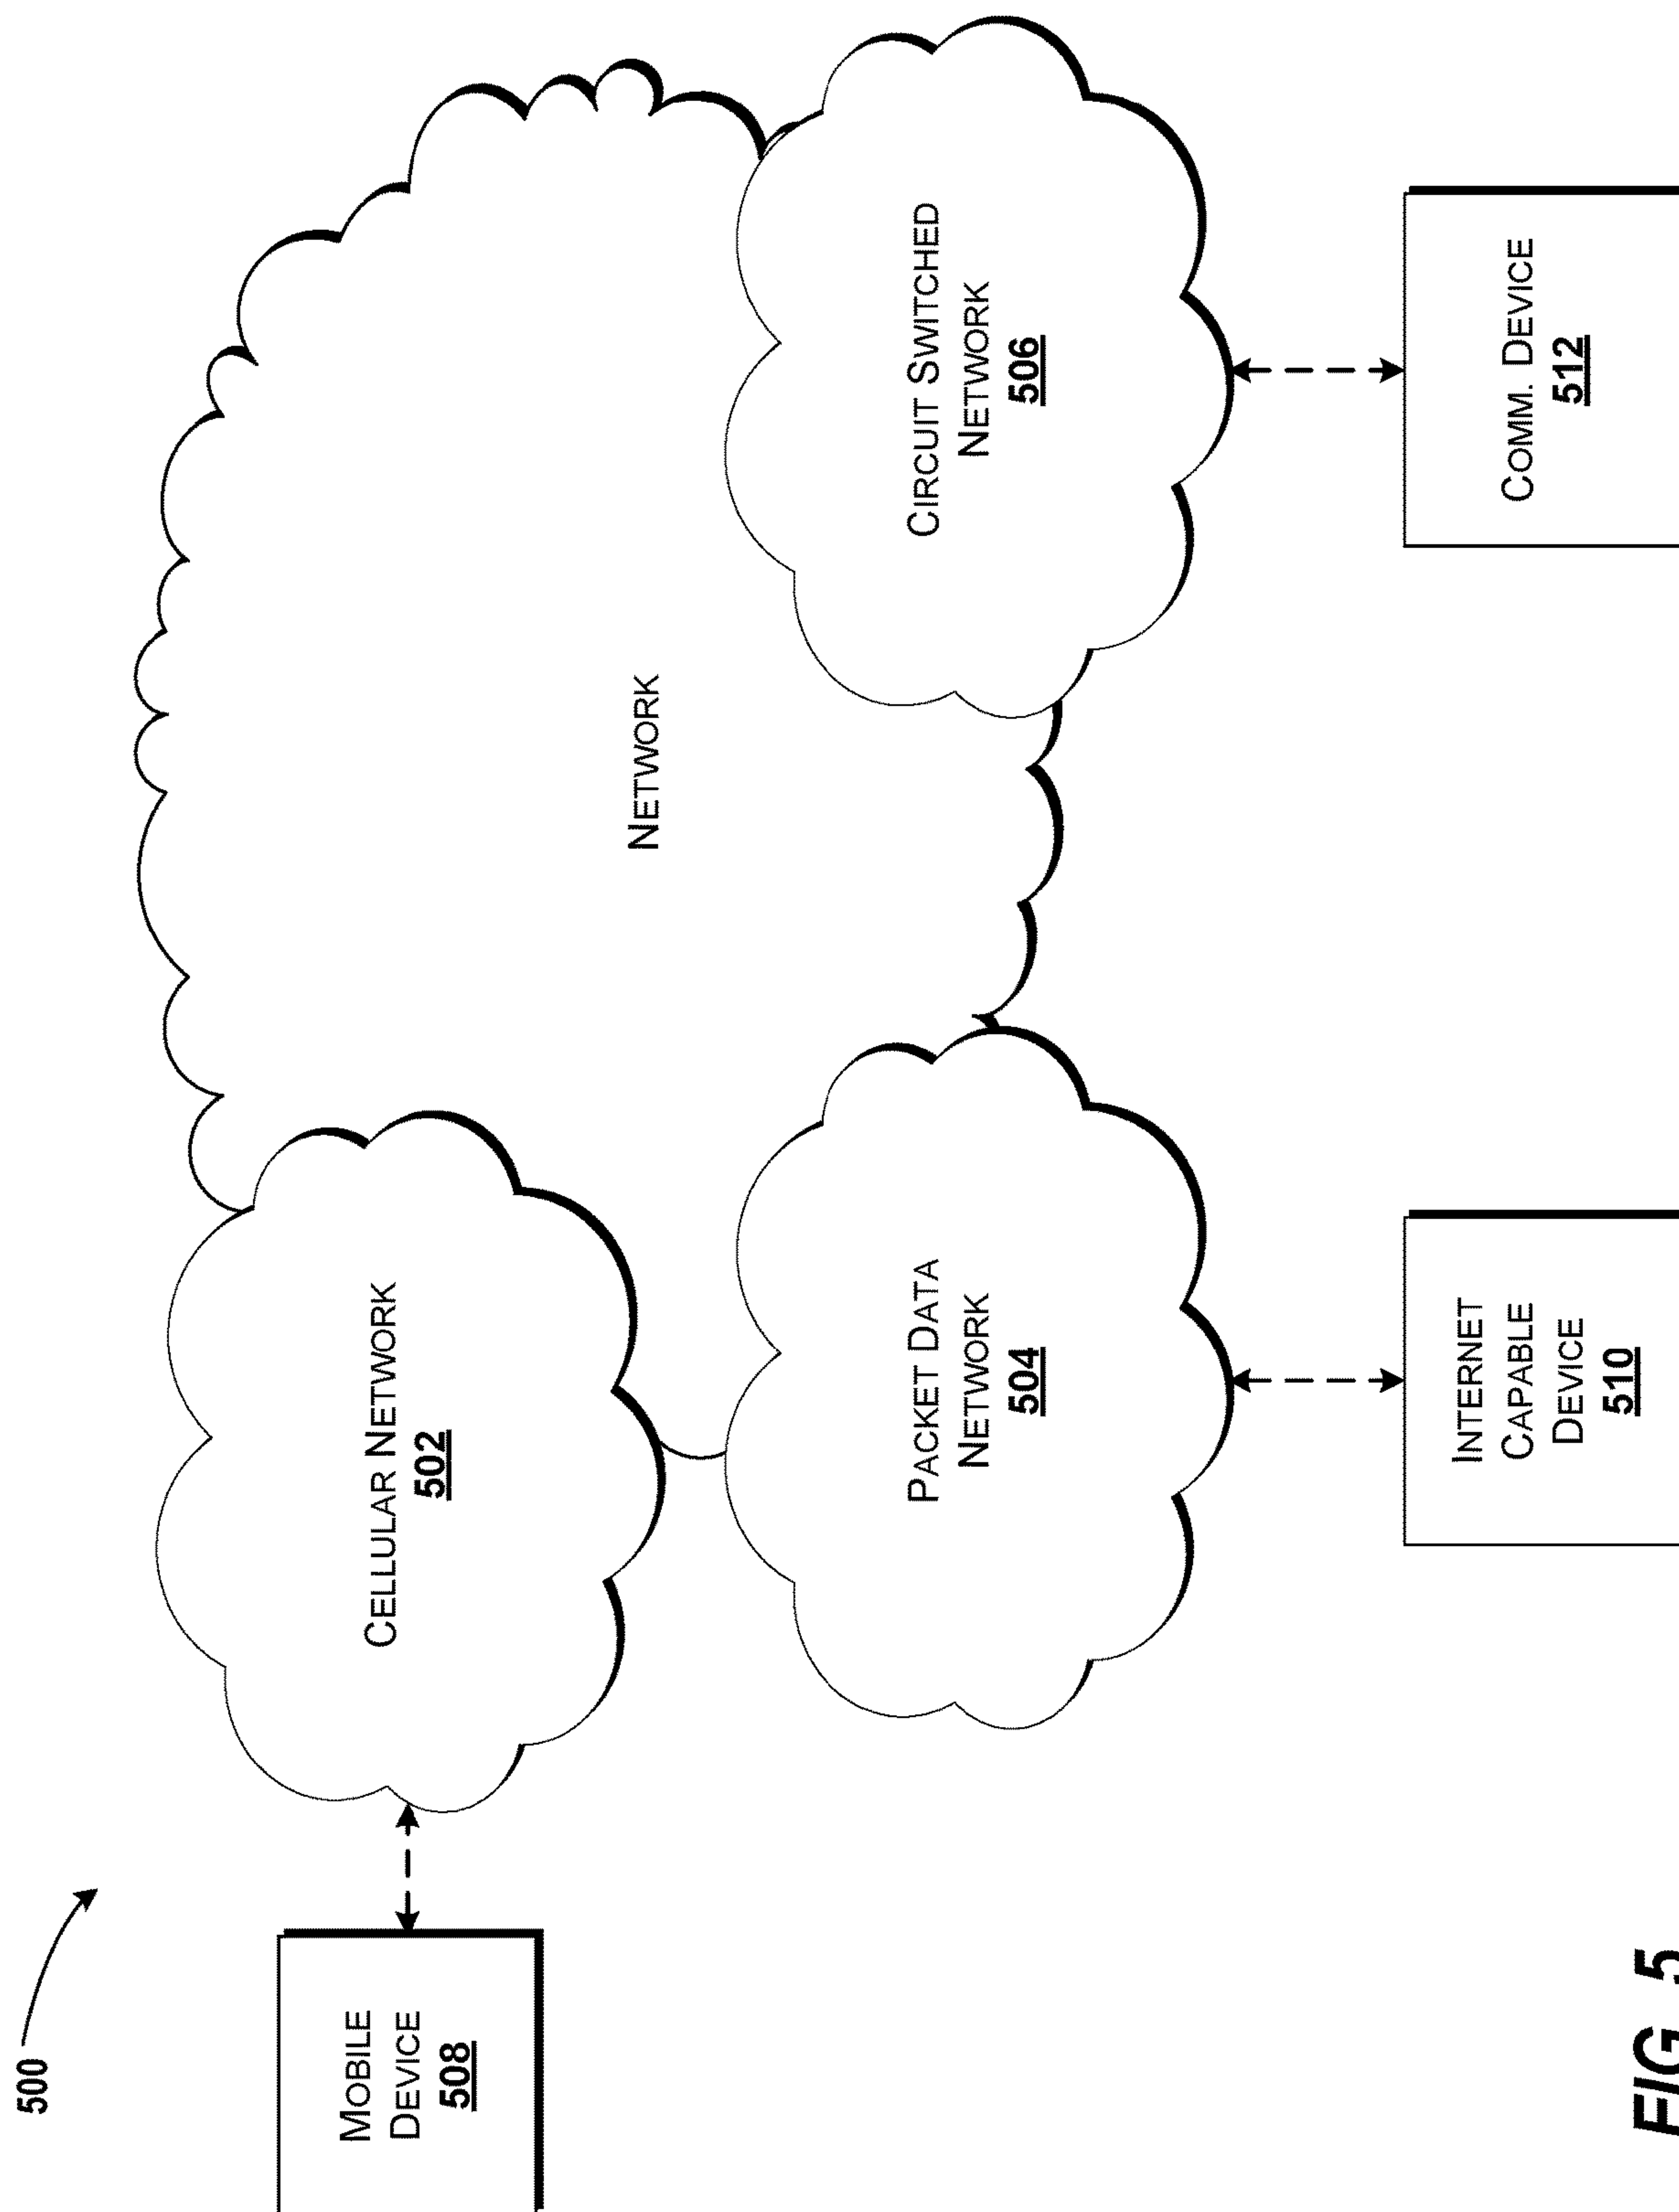 500
MOBILE
DEVICE
508
CELLULAR NETWORK
502
NETWORK
PACKET DATA
NETWORK
504
CIRCUIT SWITCHED
NETWORK
506
INTERNET
CAPABLE
DEVICE
510
COMM. DEVICE
512
FIG. 5